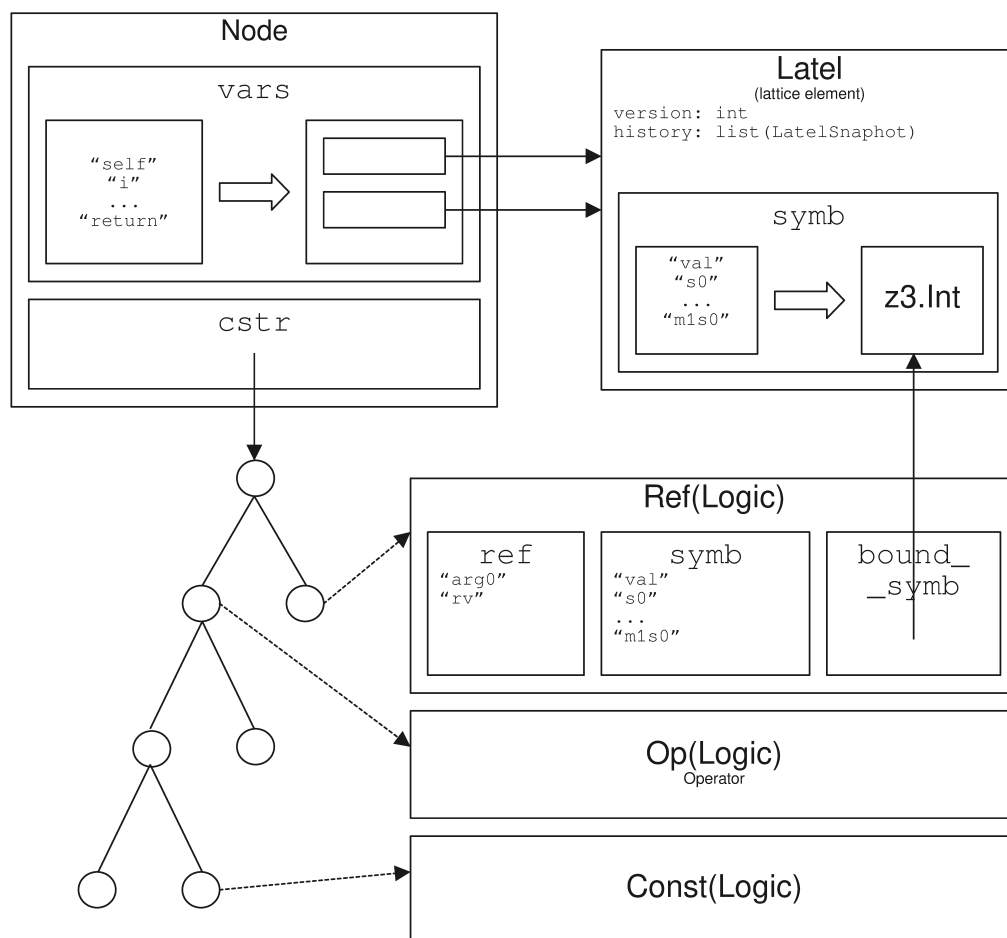 Node
vars
“self”
“i”
...
“return”
cstr
Latel
(lattice element)
version: int
history: list(LatelSnaphot)
symb
“val”
“s0”
...
“m1s0”
z3.Int
Ref(Logic)
ref
“arg0”
“rv”
symb
“val”
“s0”
...
“m1s0”
bound_
_symb
Op(Logic)
Operator
Const(Logic)